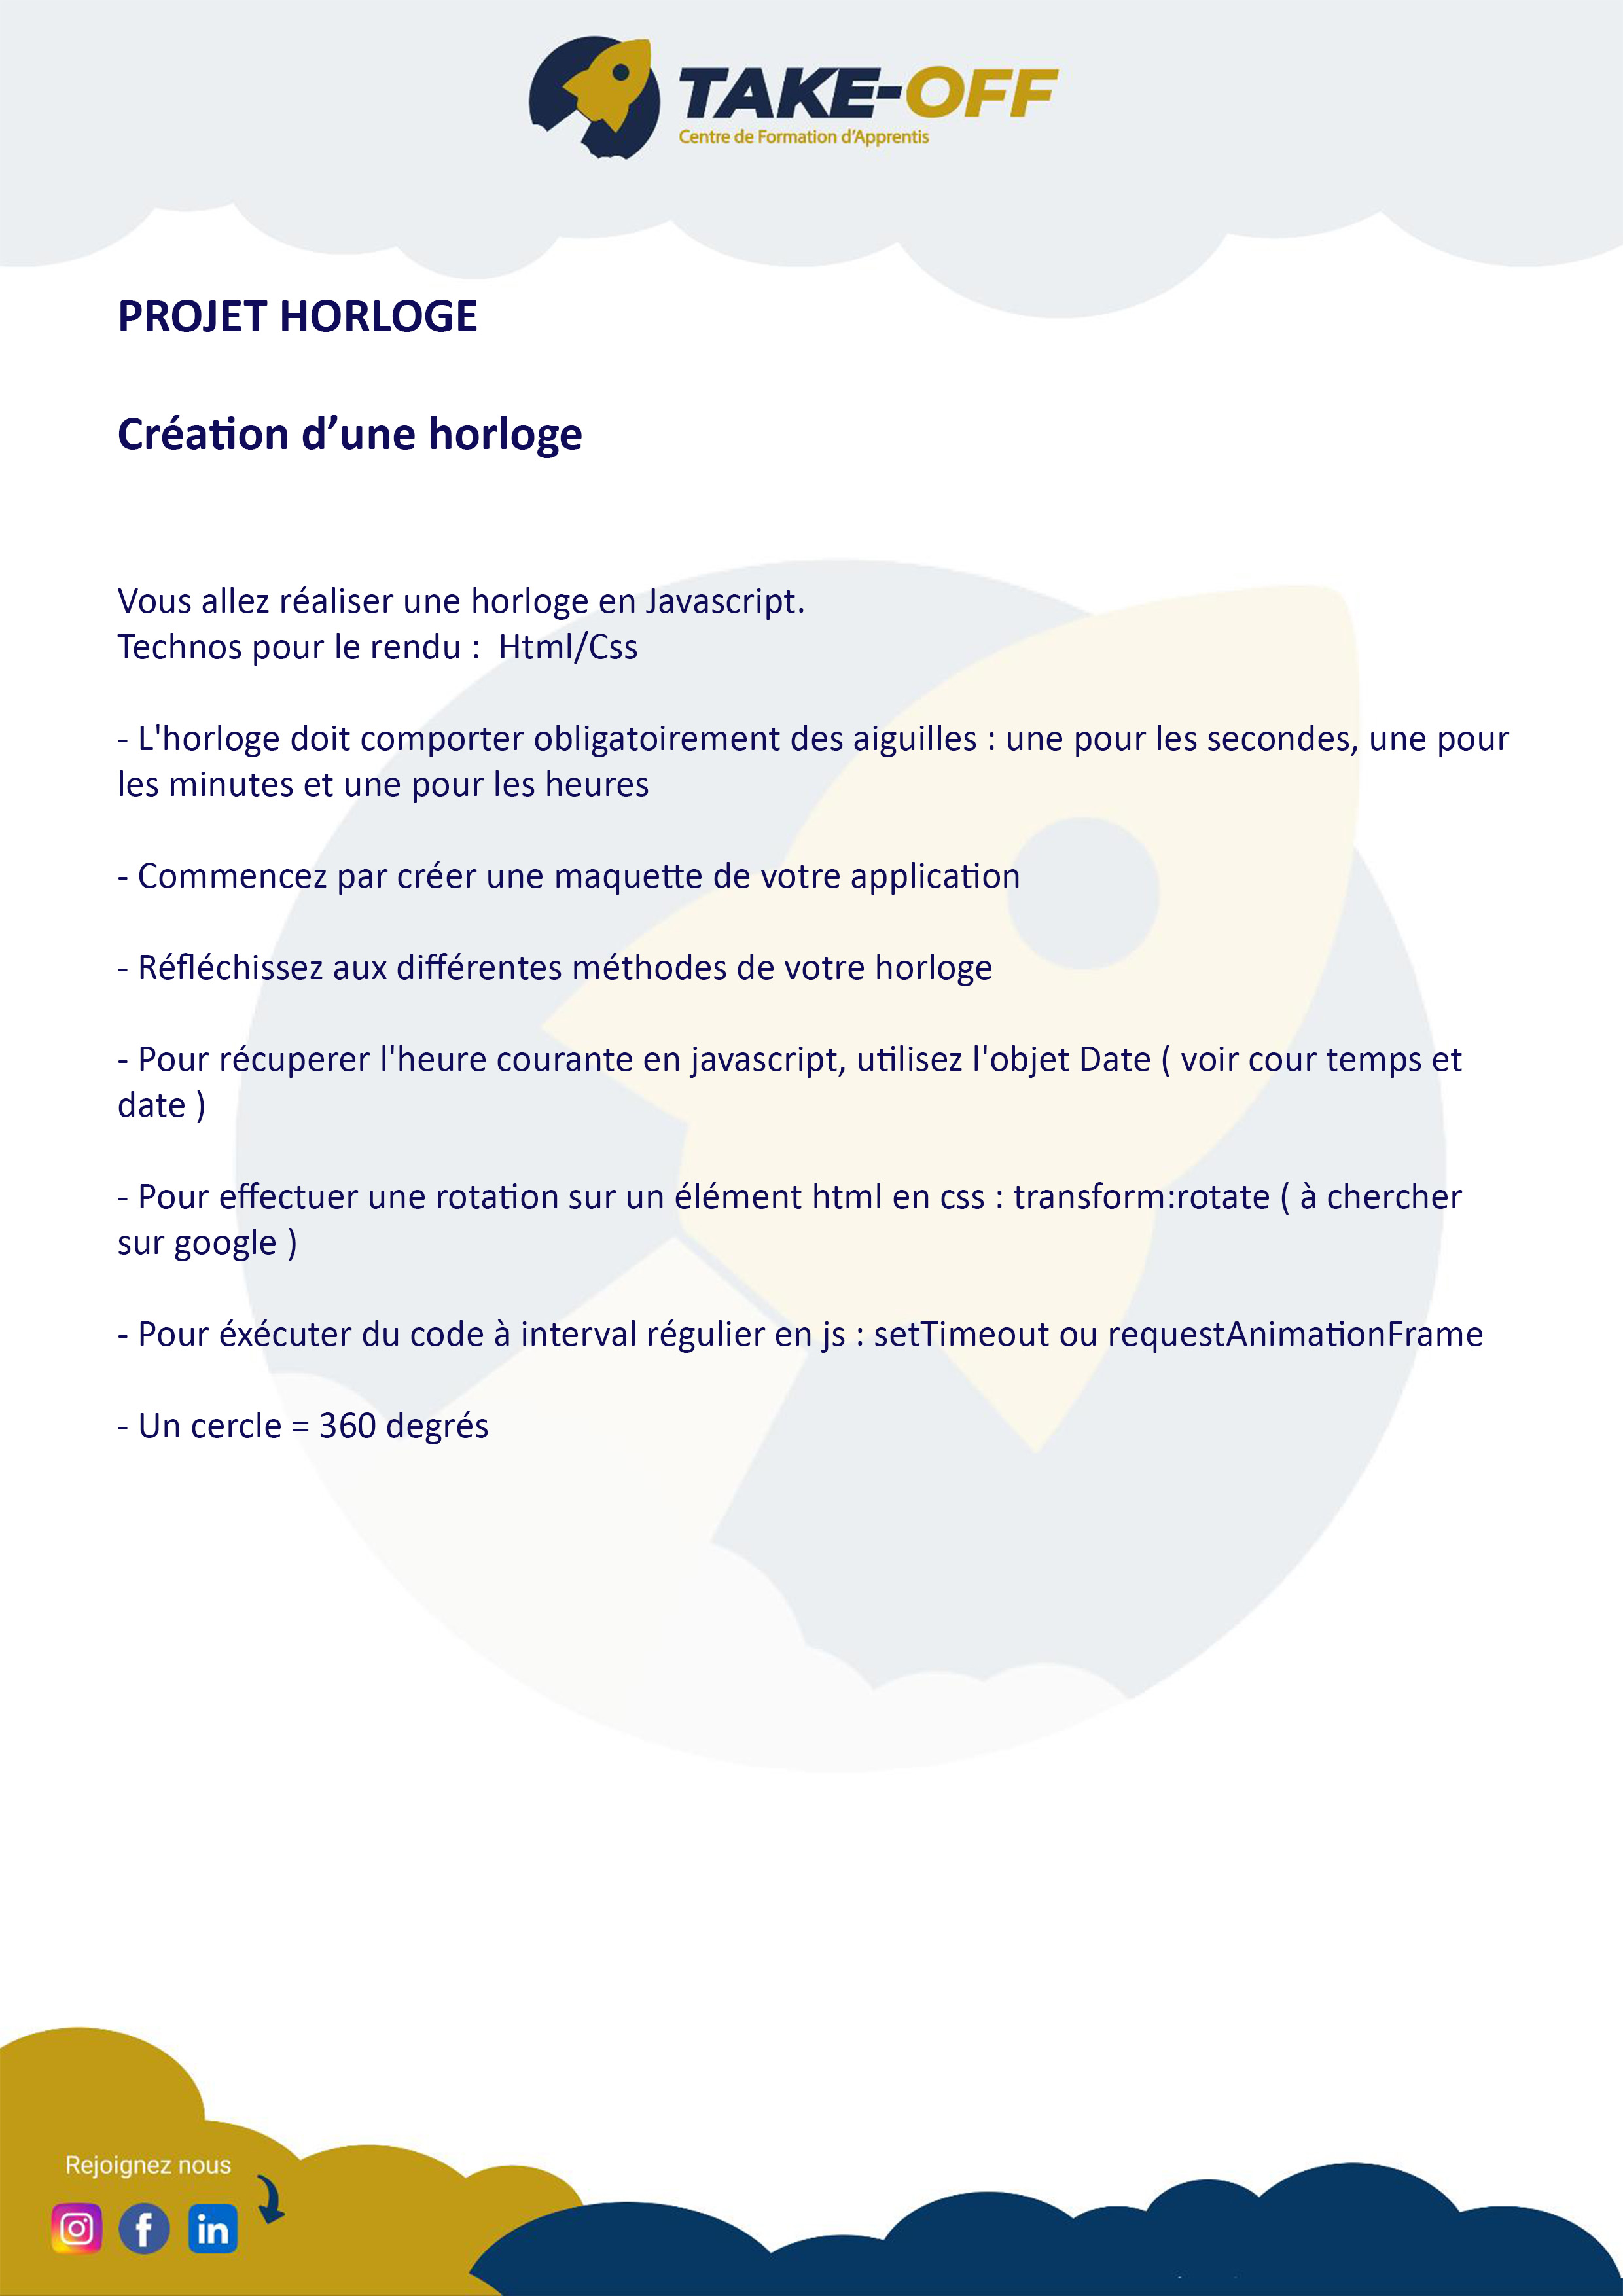 TAKE-OFF
Centre de Formation d'Apprentis
PROJET HORLOGE
Création d’une horloge
Vous allez réaliser une horloge en Javascript.
Technos pour le rendu :  Html/Css
- L'horloge doit comporter obligatoirement des aiguilles : une pour les secondes, une pour
les minutes et une pour les heures
- Commencez par créer une maquette de votre application
- Réfléchissez aux différentes méthodes de votre horloge
- Pour récuperer l'heure courante en javascript, utilisez l'objet Date ( voir cour temps et
date )
- Pour effectuer une rotation sur un élément html en css : transform:rotate ( à chercher
sur google )
- Pour éxécuter du code à interval régulier en js : setTimeout ou requestAnimationFrame
- Un cercle = 360 degrés
Rejoignez nous